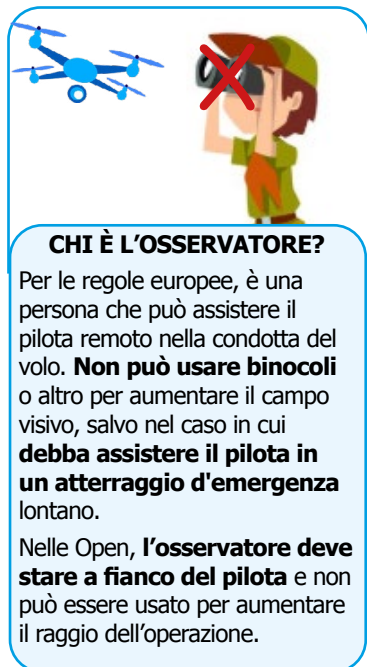 CHI È L’OSSERVATORE?
Per le regole europee, è una
persona che può assistere il
pilota remoto nella condotta del
volo. Non può usare binocoli
o altro per aumentare il campo
visivo, salvo nel caso in cui
debba assistere il pilota in
un atterraggio d'emergenza
lontano.
Nelle Open, l’osservatore deve
stare a fianco del pilota e non
può essere usato per aumentare
il raggio dell’operazione.